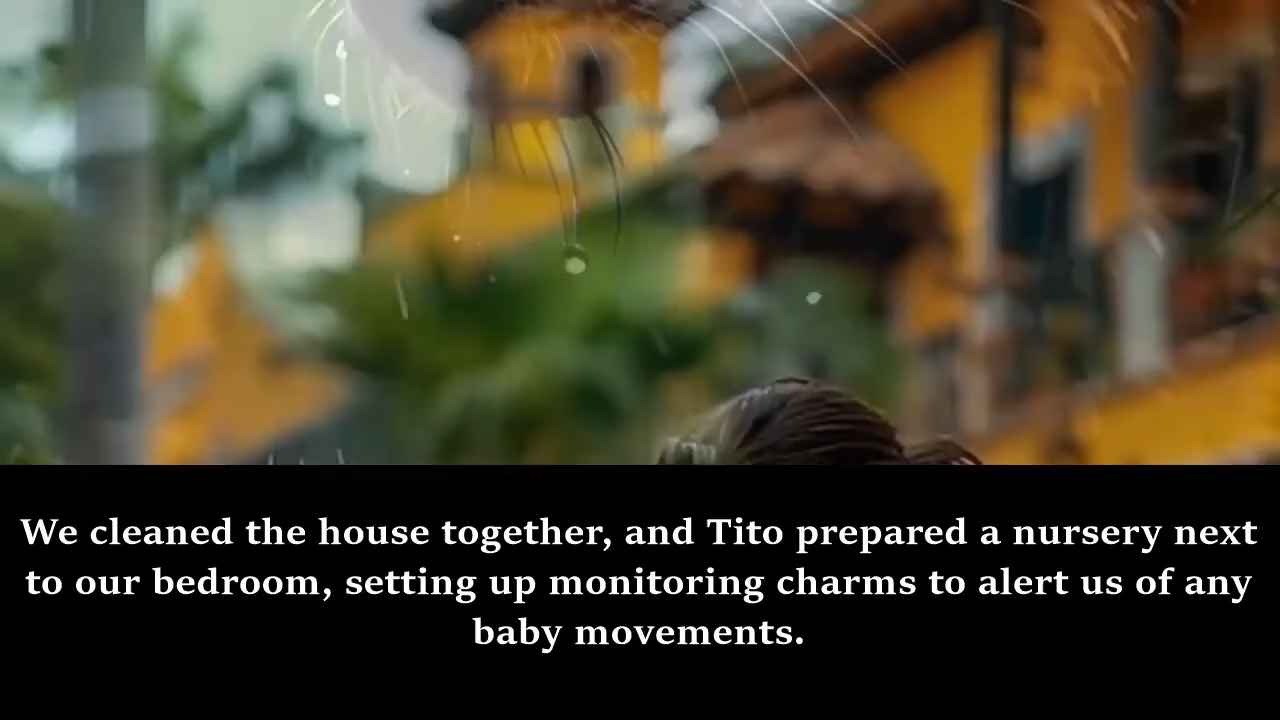 We cleaned the house together, and Tito prepared a nursery next
to our bedroom, setting up monitoring charms to alert us of any
baby movements.